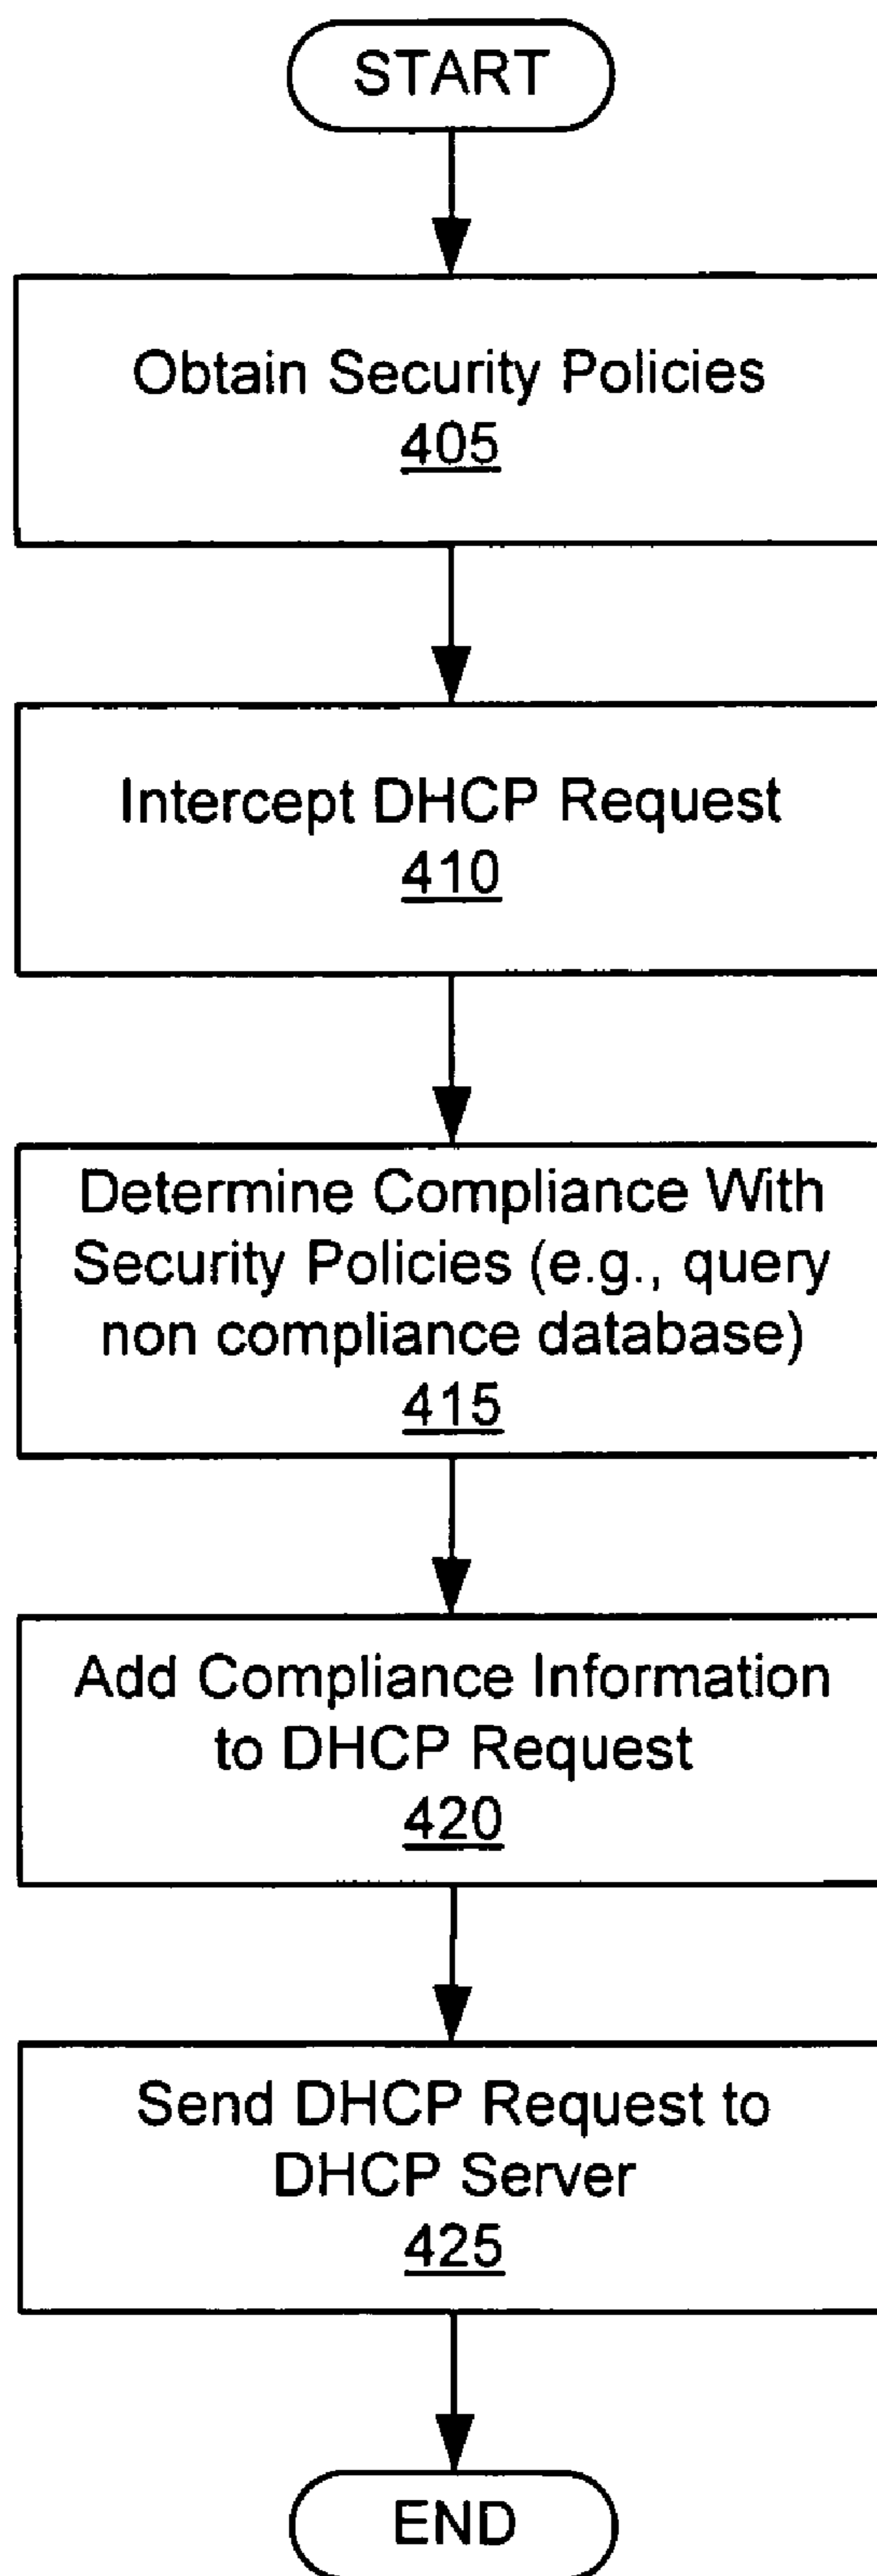 START
Obtain Security Policies
405
Intercept DHCP Request
410
Determine Compliance With
Security Policies (e.g., query
non compliance database)
415
Add Compliance Information
to DHCP Request
420
Send DHCP Request to
DHCP Server
425
END